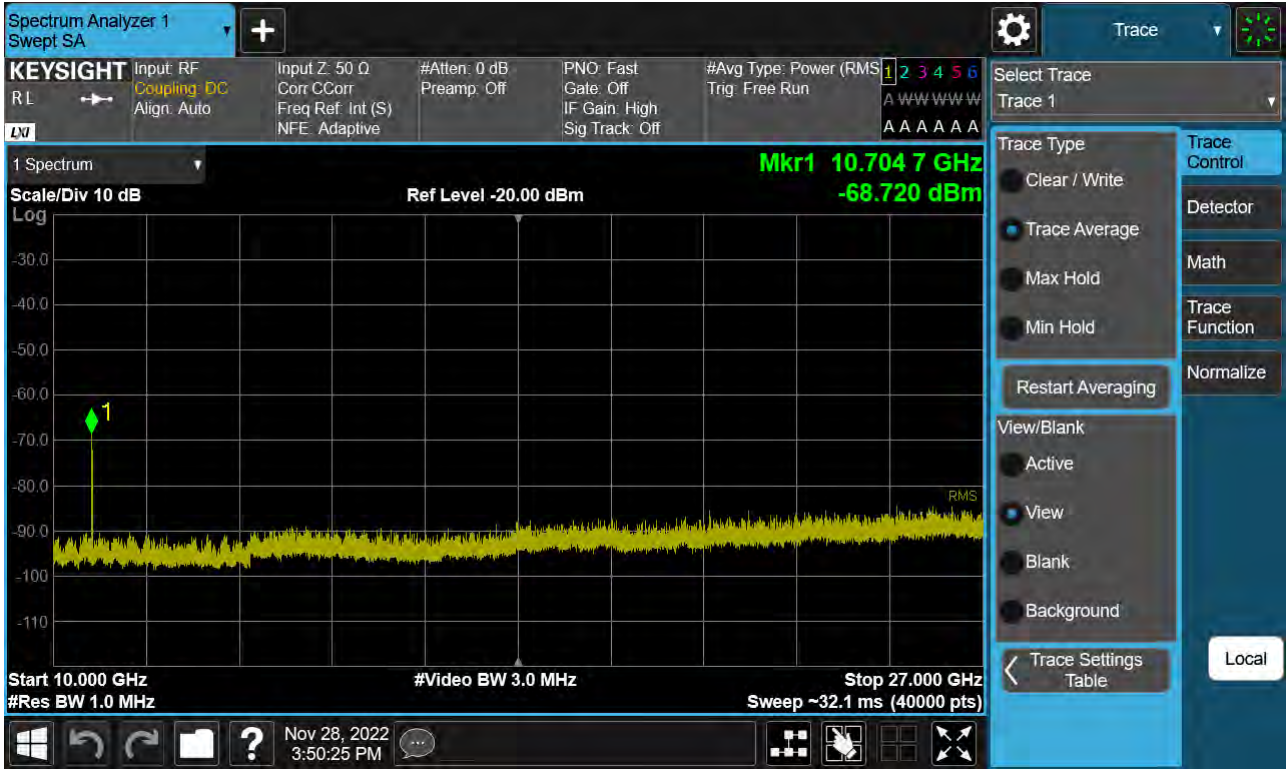 Spectrum Analyzer 1
Swept SA
+
Trace
KEYSIGHT
RL
LXI
Input: RF
Coupling: DC
Align: Auto
Input Z: 50 Ω
Corr CCorr
Freq Ref: Int (S)
NFE: Adaptive
#Atten: 0 dB
Preamp: Off
PNO: Fast
Gate: Off
IF Gain: High
Sig Track: Off
#Avg Type: Power (RMS
Trig: Free Run
1 2 3 4 5 6
A W W W W W
A A A A A A
Select Trace
Trace 1
1 Spectrum
Scale/Div 10 dB
Ref Level -20.00 dBm
Mkr1 10.704 7 GHz
-68.720 dBm
Log
-30.0
-40.0
-50.0
-60.0
-70.0
-80.0
-90.0
-100
-110
1
RMS
Start 10.000 GHz
#Video BW 3.0 MHz
Stop 27.000 GHz
#Res BW 1.0 MHz
Sweep ~32.1 ms (40000 pts)
Trace Type
Clear / Write
Trace Average
Max Hold
Min Hold
Restart Averaging
View/Blank
Active
View
Blank
Background
Trace Settings
Table
Trace
Control
Detector
Math
Trace
Function
Normalize
Local
?
Nov 28, 2022
3:50:25 PM